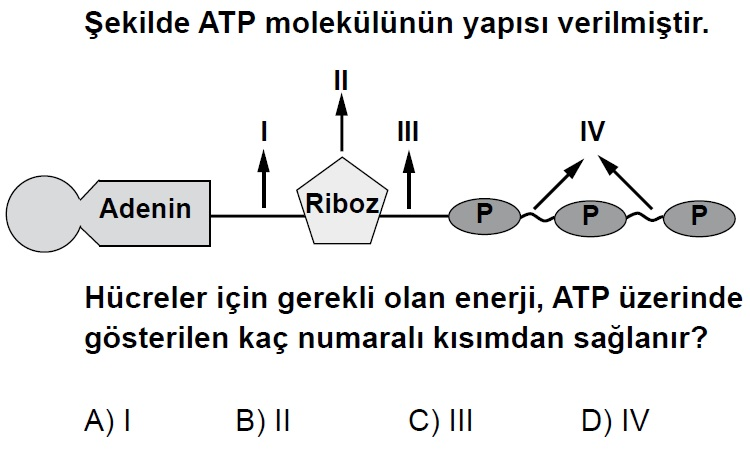 Şekilde ATP molekülünün yapısı verilmiştir.
II
I III IV
Adenin Riboz P P P
Hücreler için gerekli olan enerji, ATP üzerinde
gösterilen kaç numaralı kısımdan sağlanır?
A) I B) II C) III D) IV